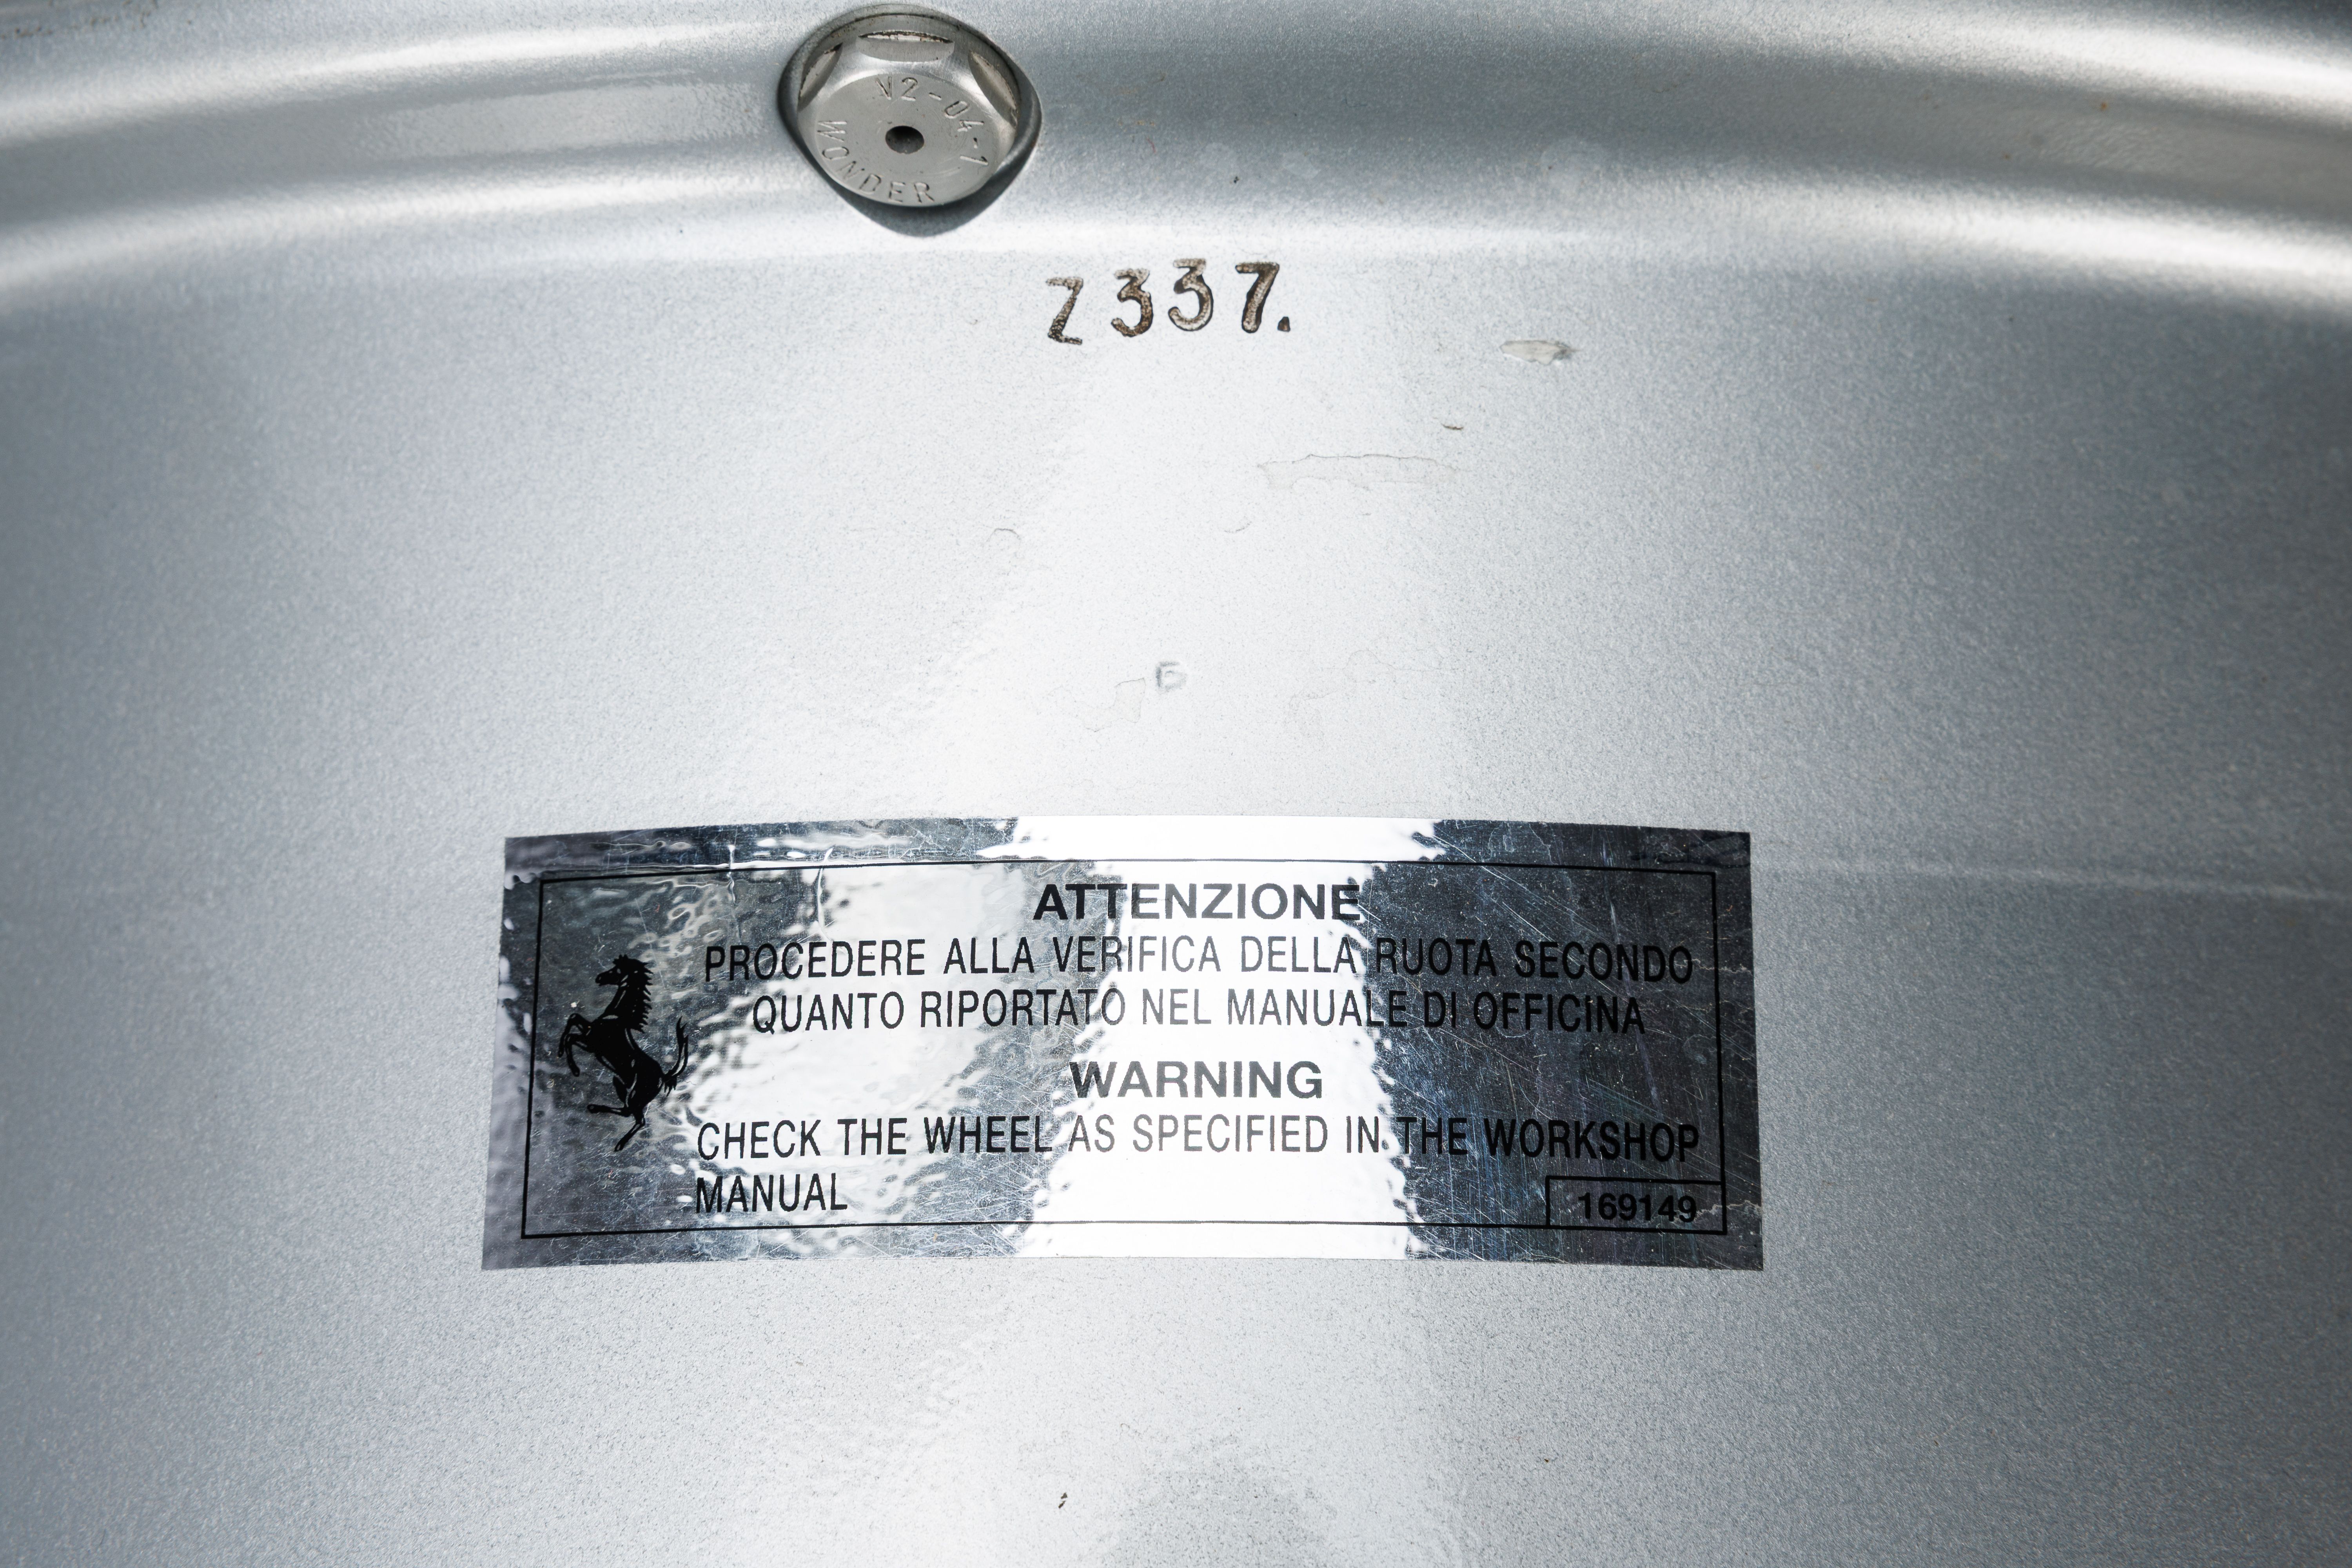 N2-04-1
WONDER
Z337.
E
ATTENZIONE
PROCEDERE ALLA VERIFICA DELLA RUOTA SECONDO
QUANTO RIPORTATO NEL MANUALE DI OFFICINA
WARNING
CHECK THE WHEEL AS SPECIFIED IN THE WORKSHOP
MANUAL
169149